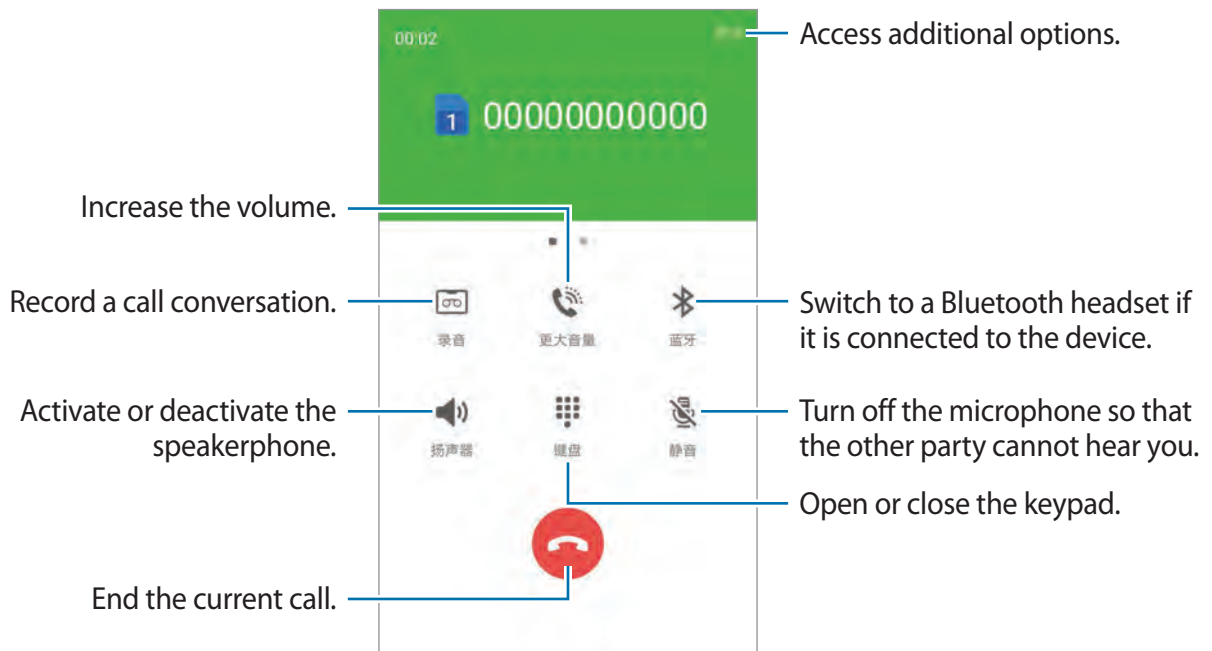 00:02
Access additional options.
1 00000000000
Increase the volume.
Record a call conversation.
录音
更大音量
蓝牙
Switch to a Bluetooth headset if
it is connected to the device.
Activate or deactivate the
speakerphone.
扬声器
键盘
静音
Turn off the microphone so that
the other party cannot hear you.
Open or close the keypad.
End the current call.